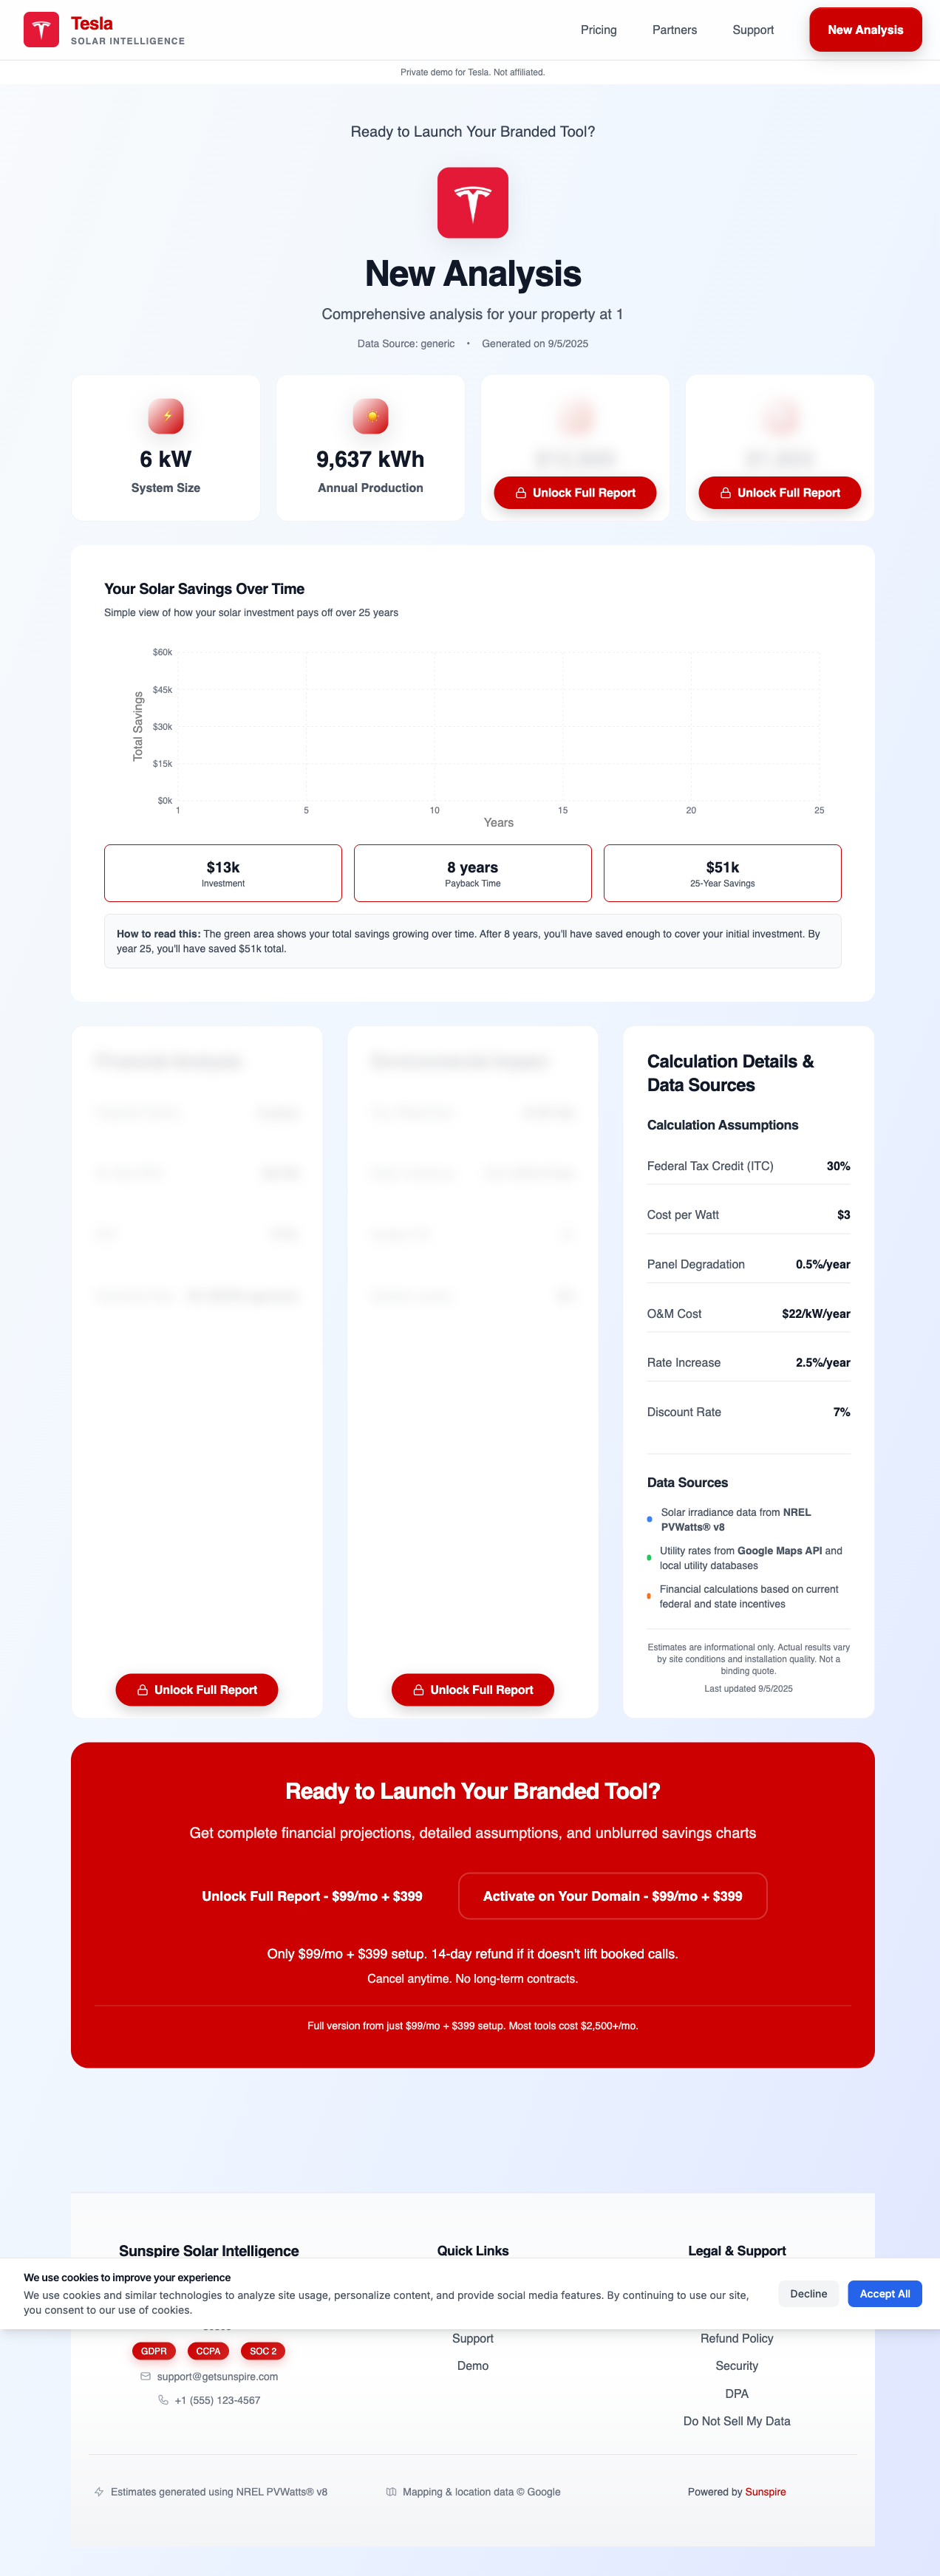 Tesla
SOLAR INTELLIGENCE
Pricing
Partners
Support
New Analysis
Private demo for Tesla. Not affiliated.
Ready to Launch Your Branded Tool?
New Analysis
Comprehensive analysis for your property at 1
Data Source: generic • Generated on 9/5/2025
6 kW
System Size
9,637 kWh
Annual Production
Unlock Full Report
Unlock Full Report
Your Solar Savings Over Time
Simple view of how your solar investment pays off over 25 years
Total Savings
$60k
$45k
$30k
$15k
$0k
1 5 10 15 20 25
Years
$13k
Investment
8 years
Payback Time
$51k
25-Year Savings
How to read this: The green area shows your total savings growing over time. After 8 years, you'll have saved enough to cover your initial investment. By
year 25, you'll have saved $51k total.
Unlock Full Report
Unlock Full Report
Calculation Details &
Data Sources
Calculation Assumptions
Federal Tax Credit (ITC) 30%
Cost per Watt $3
Panel Degradation 0.5%/year
O&M Cost $22/kW/year
Rate Increase 2.5%/year
Discount Rate 7%
Data Sources
Solar irradiance data from NREL
PVWatts® v8
Utility rates from Google Maps API and
local utility databases
Financial calculations based on current
federal and state incentives
Estimates are informational only. Actual results vary
by site conditions and installation quality. Not a
binding quote.
Last updated 9/5/2025
Ready to Launch Your Branded Tool?
Get complete financial projections, detailed assumptions, and unblurred savings charts
Unlock Full Report - $99/mo + $399
Activate on Your Domain - $99/mo + $399
Only $99/mo + $399 setup. 14-day refund if it doesn't lift booked calls.
Cancel anytime. No long-term contracts.
Full version from just $99/mo + $399 setup. Most tools cost $2,500+/mo.
Sunspire Solar Intelligence
Quick Links
Legal & Support
We use cookies to improve your experience
We use cookies and similar technologies to analyze site usage, personalize content, and provide social media features. By continuing to use our site,
you consent to our use of cookies.
Decline
Accept All
GDPR
CCPA
SOC 2
support@getsunspire.com
+1 (555) 123-4567
Support
Demo
Refund Policy
Security
DPA
Do Not Sell My Data
Estimates generated using NREL PVWatts® v8
Mapping & location data © Google
Powered by Sunspire